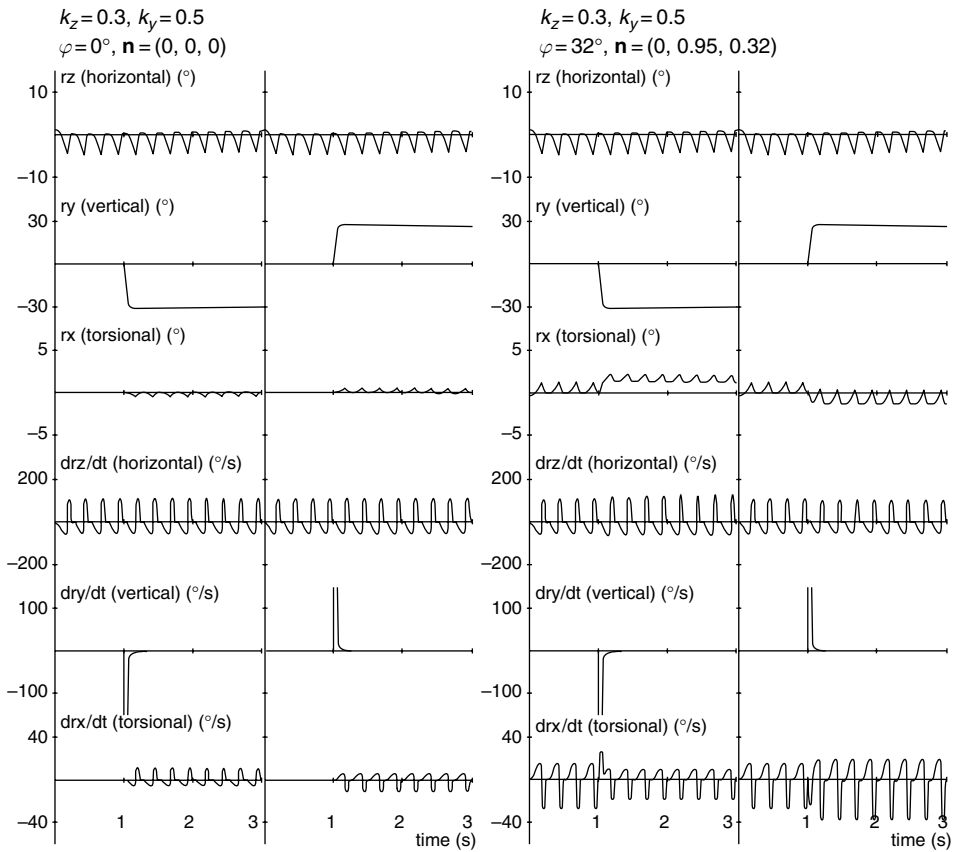 k_z=0.3, k_y=0.5
φ=0°, n=(0, 0, 0)
rz (horizontal) (°)
10
−10
ry (vertical) (°)
30
−30
rx (torsional) (°)
5
−5
drz/dt (horizontal) (°/s)
200
−200
dry/dt (vertical) (°/s)
100
−100
drx/dt (torsional) (°/s)
40
−40
1 2 3 1 2 3
time (s)
k_z=0.3, k_y=0.5
φ=32°, n=(0, 0.95, 0.32)
rz (horizontal) (°)
10
−10
ry (vertical) (°)
30
−30
rx (torsional) (°)
5
−5
drz/dt (horizontal) (°/s)
200
−200
dry/dt (vertical) (°/s)
100
−100
drx/dt (torsional) (°/s)
40
−40
1 2 3 1 2 3
time (s)